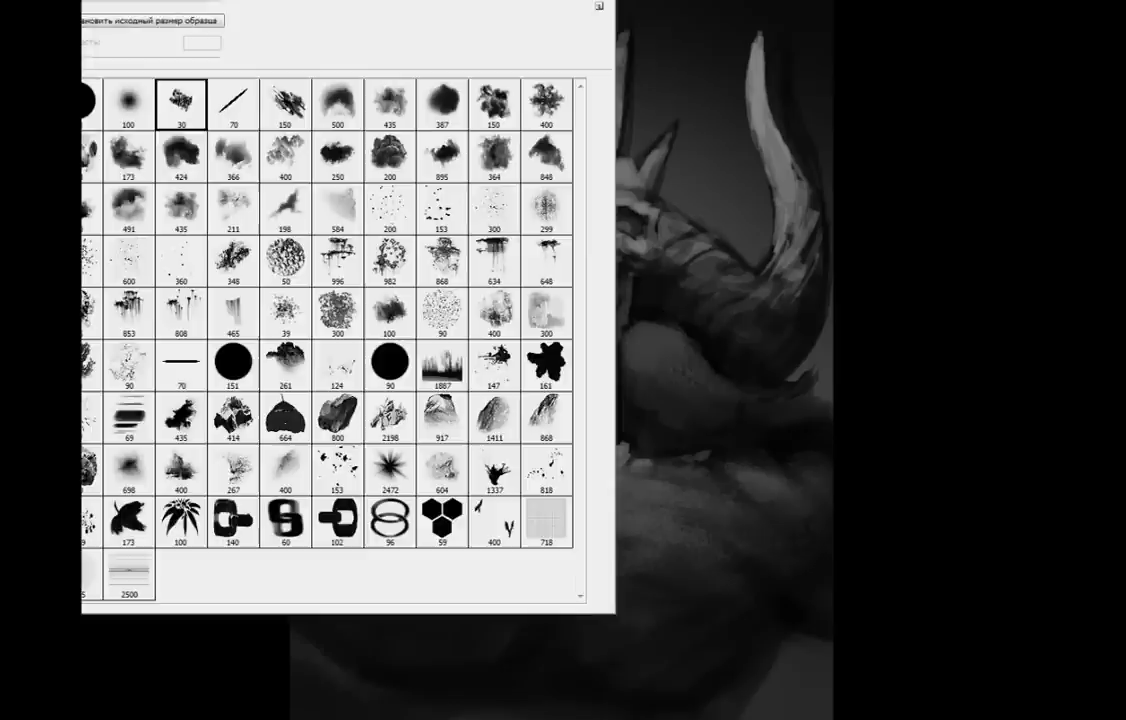 ановить исходный размер образца
100 30 70 150 500 435 387 150 400
173 424 366 400 250 200 895 364 848
491 435 211 198 584 200 153 300 299
600 360 348 50 996 982 868 634 648
853 808 465 39 300 100 90 400 300
90 70 151 261 124 90 1887 147 161
69 435 414 664 800 2198 917 1411 868
698 400 267 400 153 2472 604 1337 818
9 173 100 140 60 102 96 59 400 718
5 2500